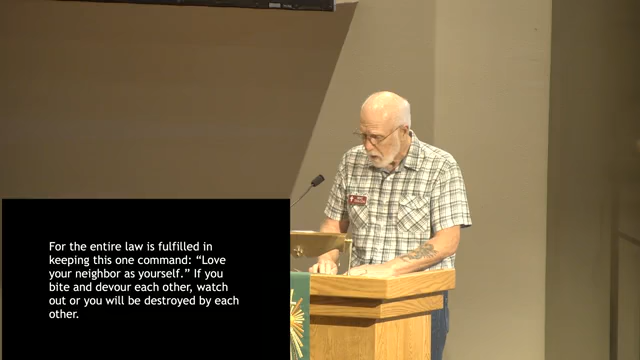 For the entire law is fulfilled in
keeping this one command: “Love
your neighbor as yourself.” If you
bite and devour each other, watch
out or you will be destroyed by each
other.